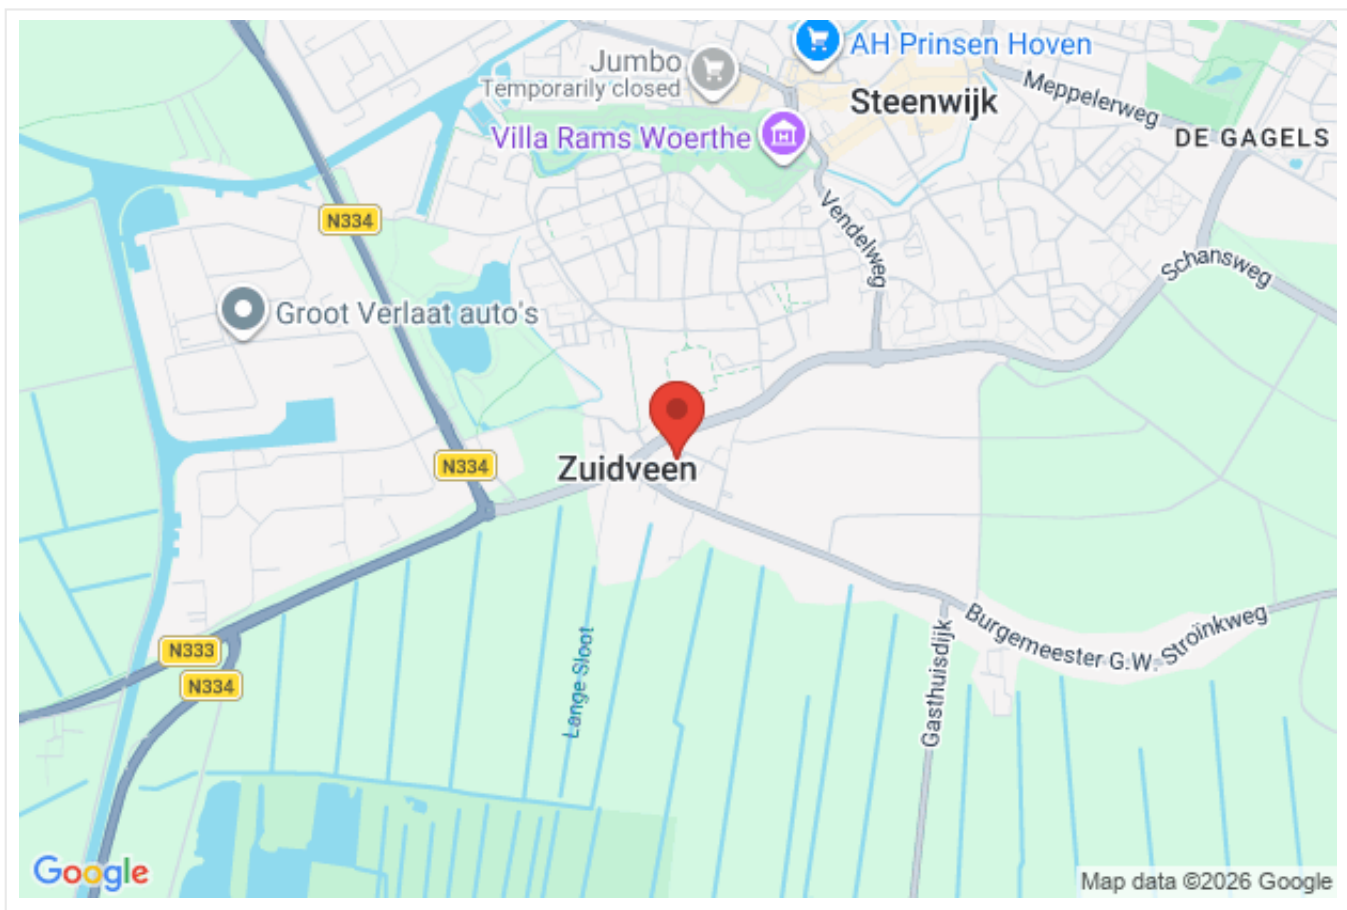 AH Prinsen Hoven
Jumbo
Temporarily closed
Steenwijk
Meppelerweg
Villa Rams Woerthe
DE GAGELS
N334
Vendelweg
Schansweg
Groot Verlaat auto's
N334
Zuidveen
Burgemeester G.W. Stroïnkweg
Gasthuisdijk
Lange Sloot
N333
N334
Google
Map data ©2026 Google